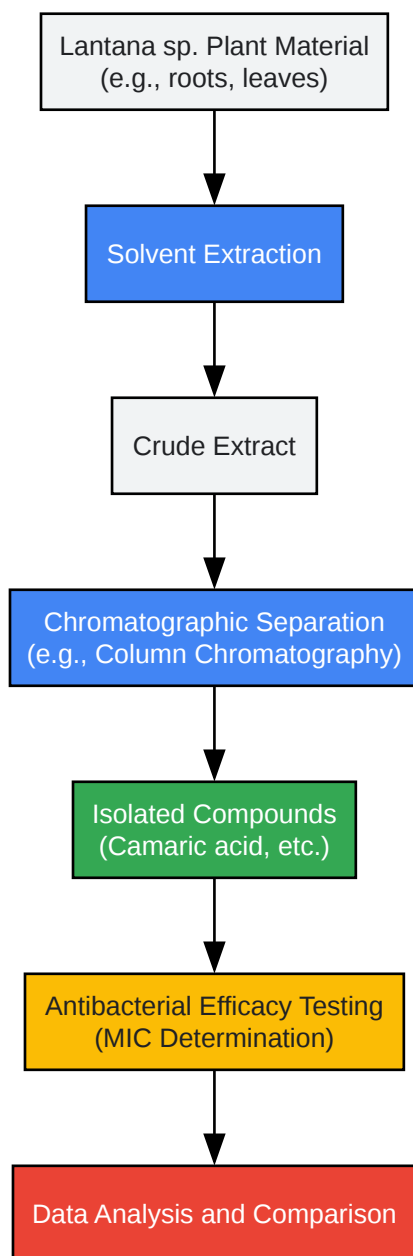 Lantana sp. Plant Material
(e.g., roots, leaves)
Solvent Extraction
Crude Extract
Chromatographic Separation
(e.g., Column Chromatography)
Isolated Compounds
(Camaric acid, etc.)
Antibacterial Efficacy Testing
(MIC Determination)
Data Analysis and Comparison